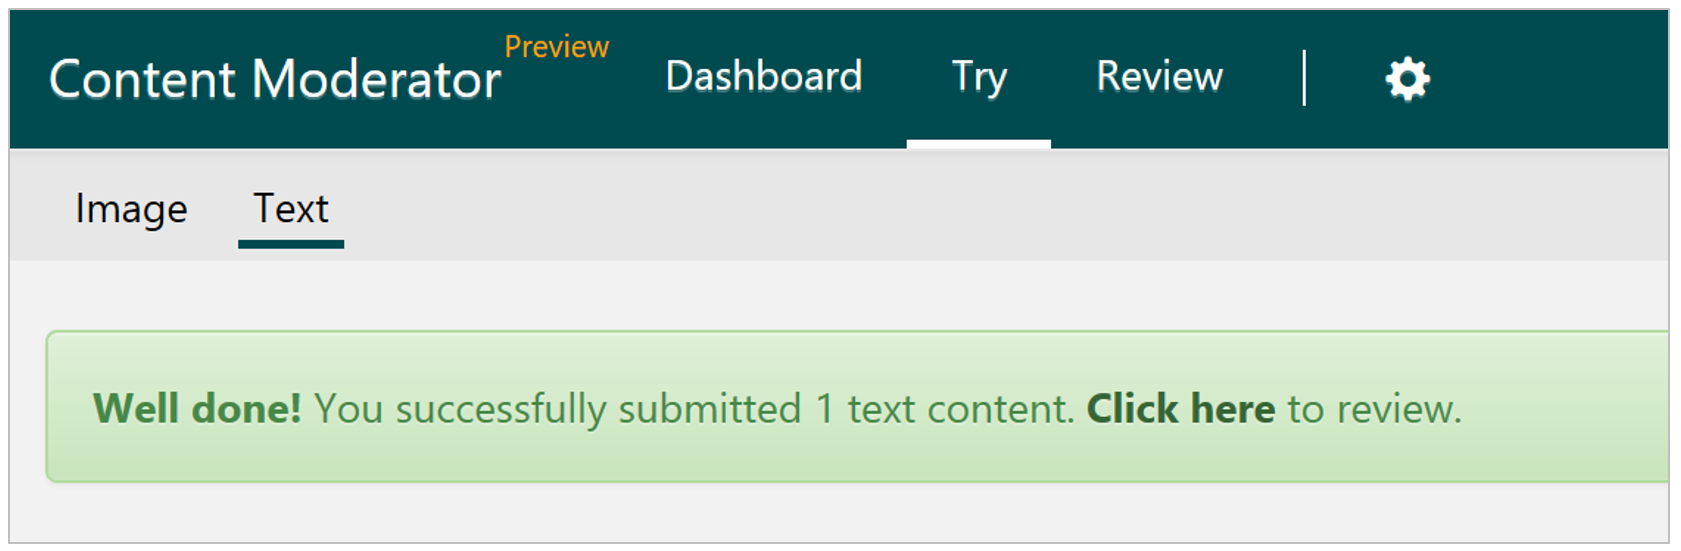 Content Moderator Preview Dashboard Try Review
Image Text
Well done! You successfully submitted 1 text content. Click here to review.